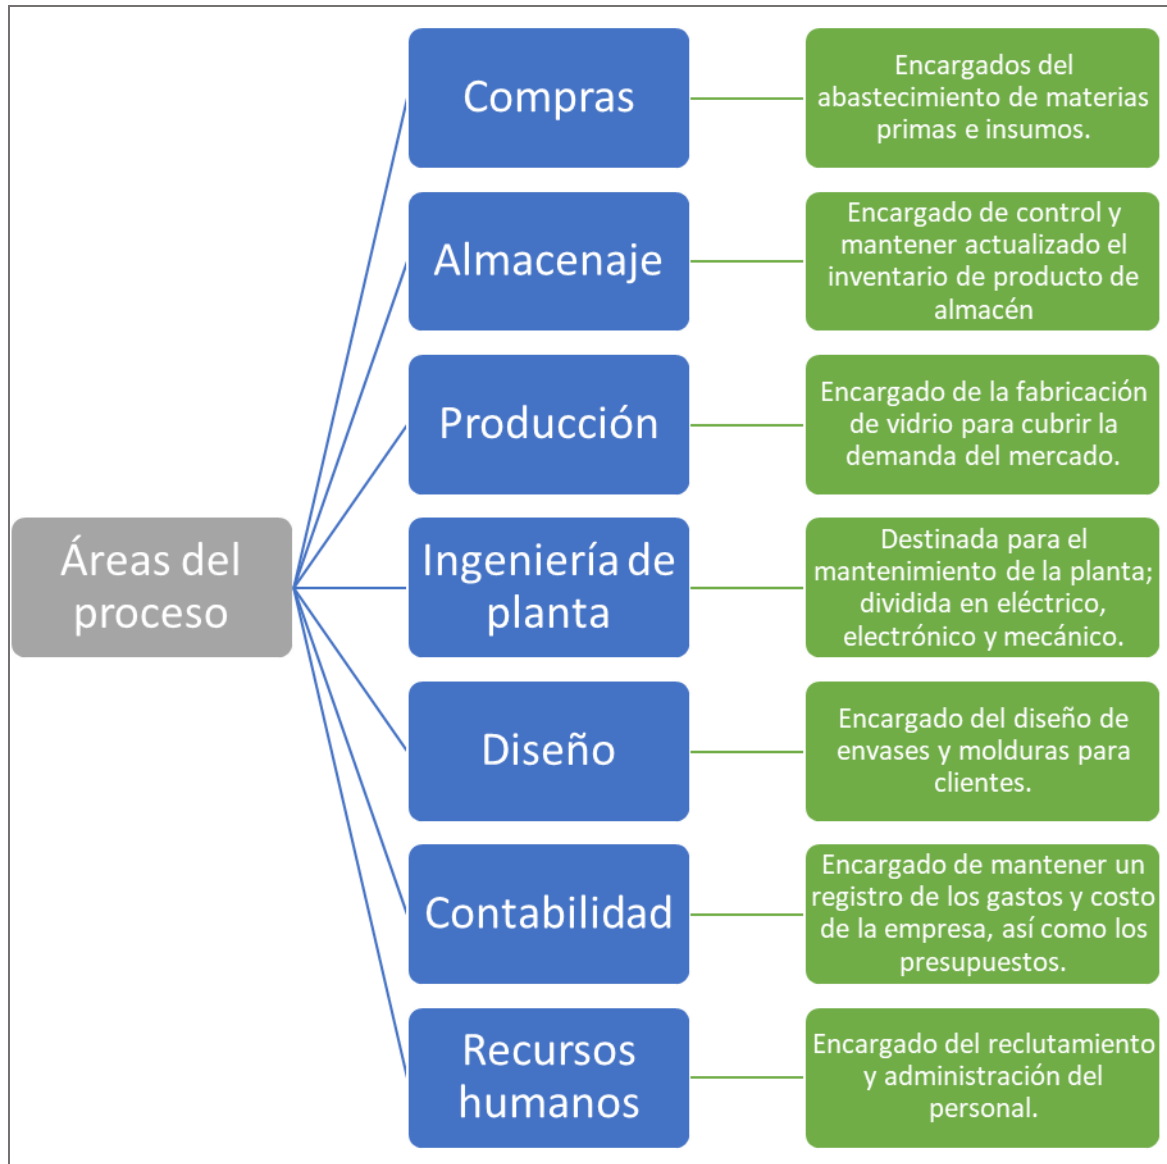 Compras
Encargados del
abastecimiento de materias
primas e insumos.
Almacenaje
Encargado de control y
mantener actualizado el
inventario de producto de
almacén
Producción
Encargado de la fabricación
de vidrio para cubrir la
demanda del mercado.
Áreas del
proceso
Ingeniería de
planta
Destinada para el
mantenimiento de la planta;
dividida en eléctrico,
electrónico y mecánico.
Diseño
Encargado del diseño de
envases y molduras para
clientes.
Contabilidad
Encargado de mantener un
registro de los gastos y costo
de la empresa, así como los
presupuestos.
Recursos
humanos
Encargado del reclutamiento
y administración del
personal.